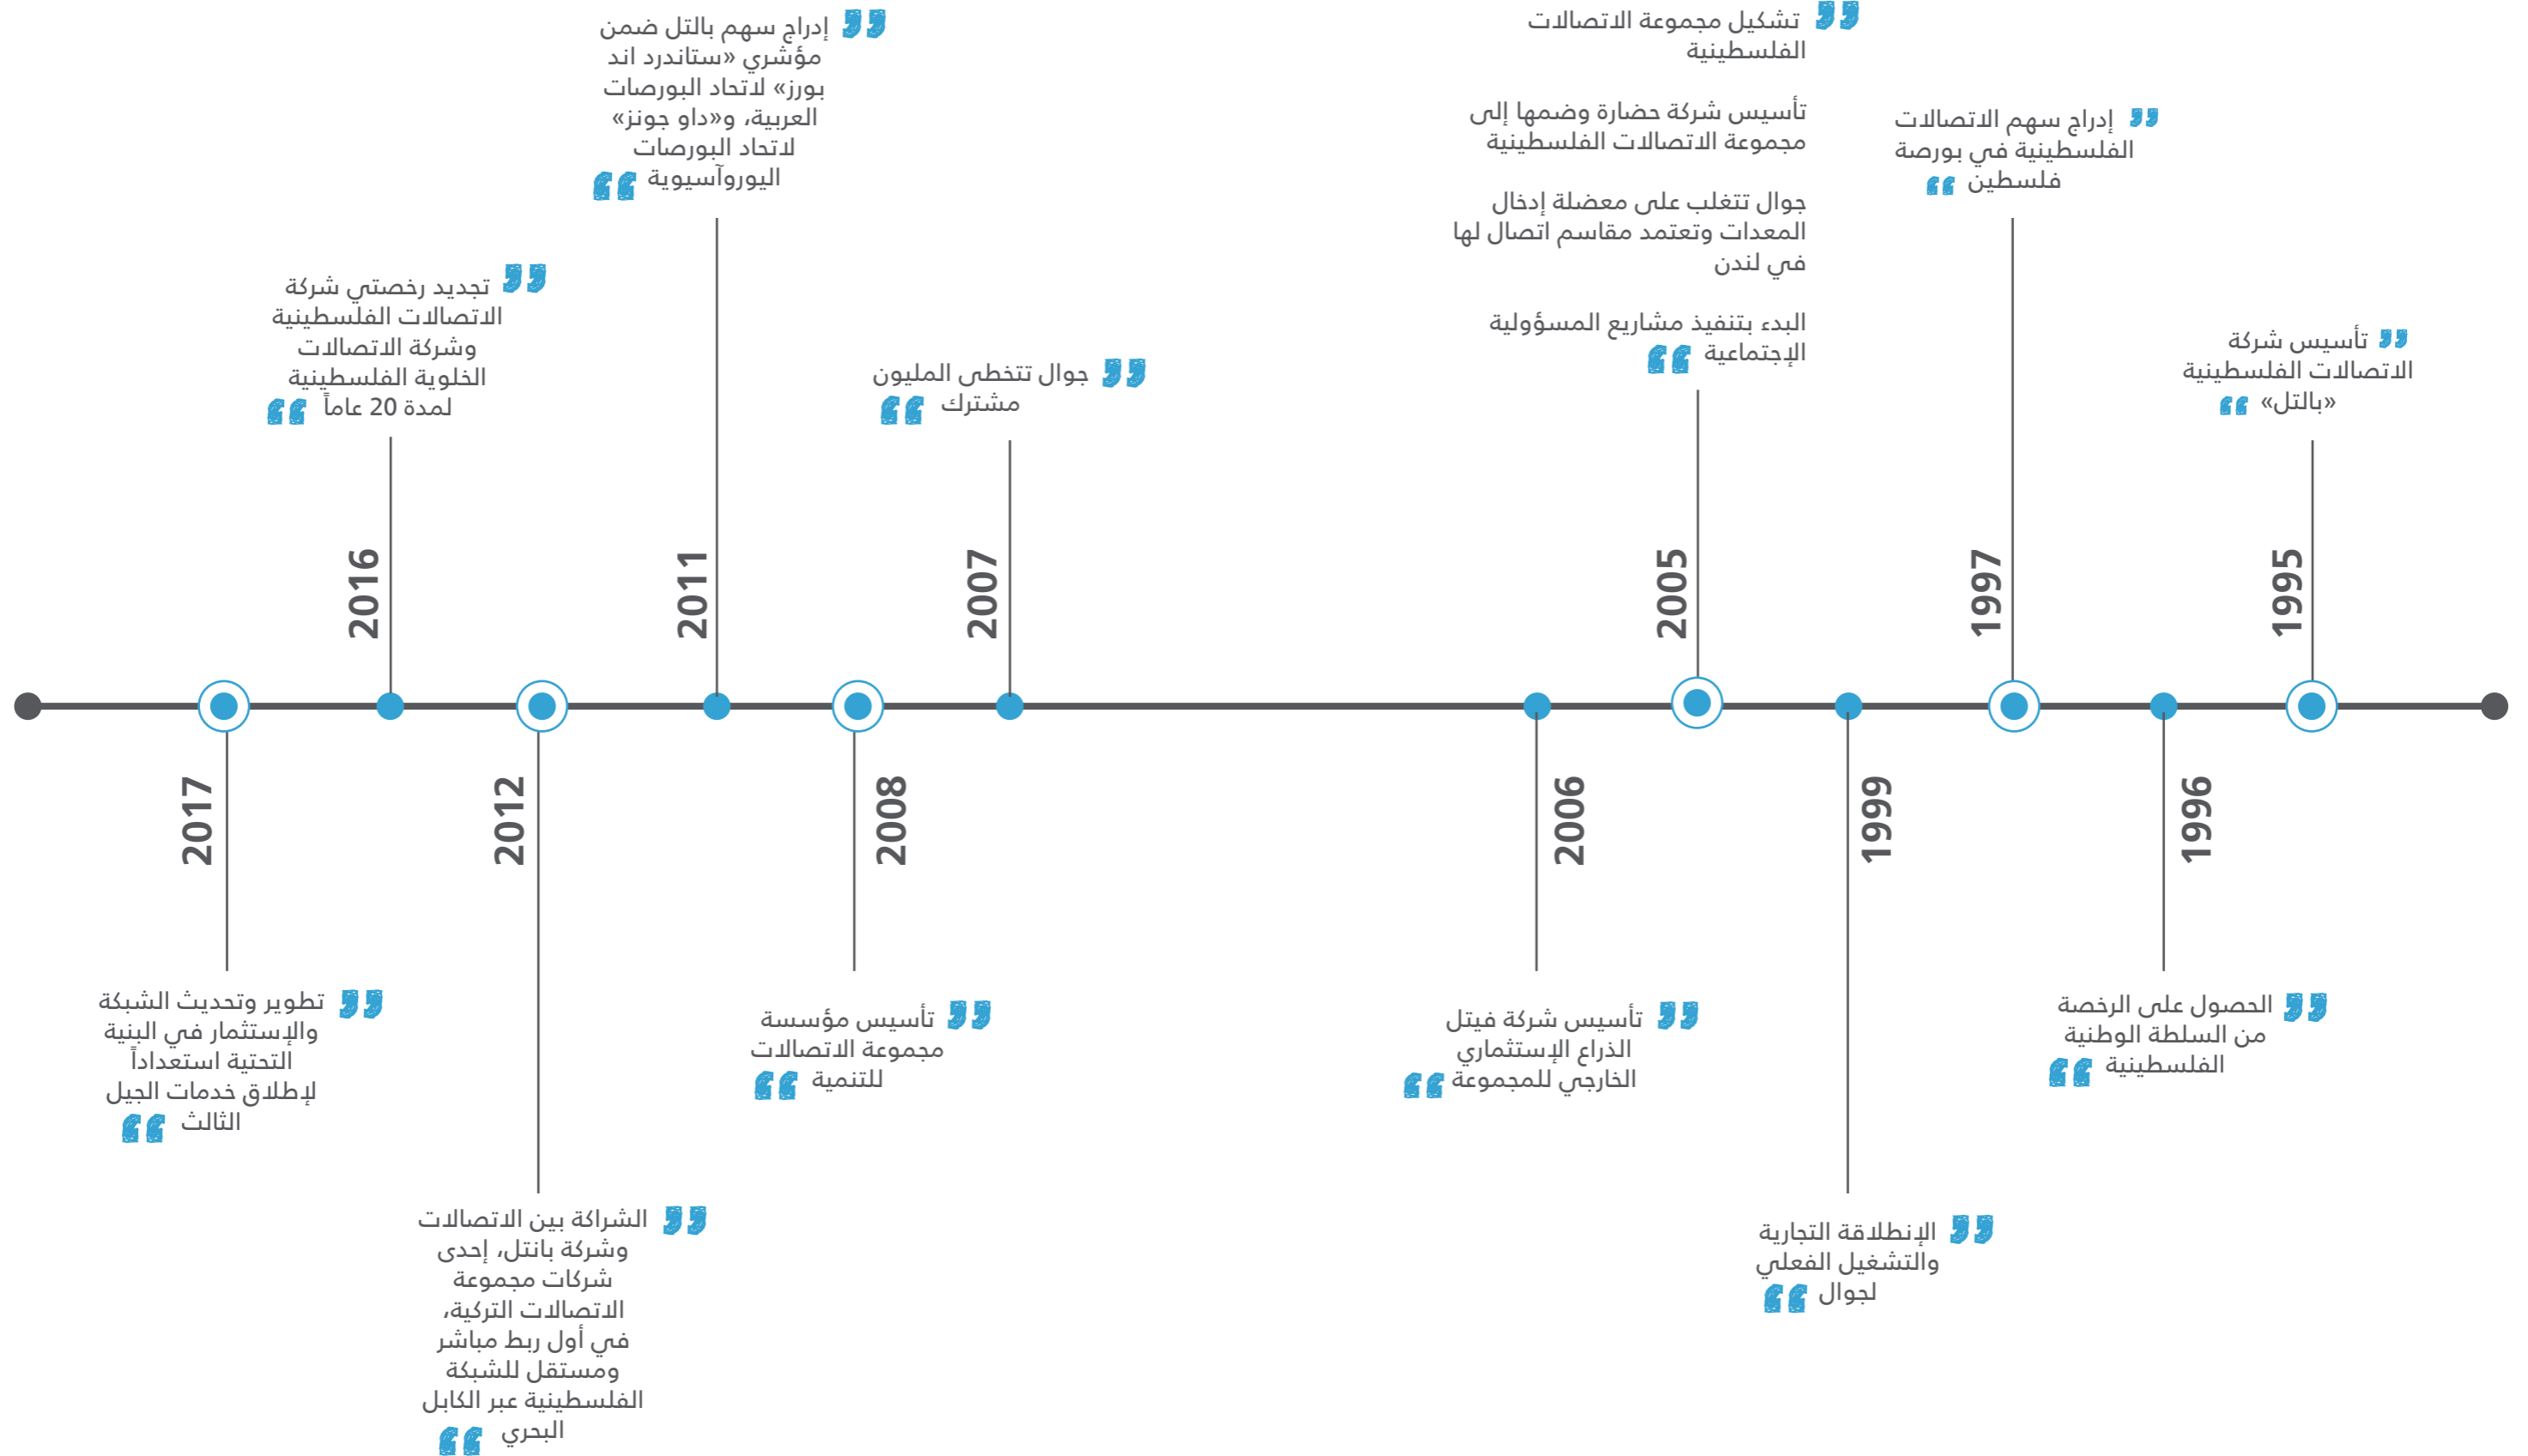 تأسيس شركة
الاتصالات الفلسطينية
«بالتل»
1995
1996
الحصول على الرخصة
من السلطة الوطنية
الفلسطينية
إدراج سهم الاتصالات
الفلسطينية في بورصة
فلسطين
1997
1999
الإنطلاقة التجارية
والتشغيل الفعلي
لجوال
تشكيل مجموعة الاتصالات
الفلسطينية
تأسيس شركة حضارة وضمها إلى
مجموعة الاتصالات الفلسطينية
جوال تتغلب على معضلة إدخال
المعدات وتعتمد مقاسم اتصال لها
في لندن
البدء بتنفيذ مشاريع المسؤولية
الإجتماعية
2005
2006
تأسيس شركة فيتل
الذراع الإستثماري
الخارجي للمجموعة
جوال تتخطى المليون
مشترك
2007
2008
تأسيس مؤسسة
مجموعة الاتصالات
للتنمية
إدراج سهم بالتل ضمن
مؤشري «ستاندرد اند
بورز» لاتحاد البورصات
العربية، و«داو جونز»
لاتحاد البورصات
اليوروآسيوية
2011
2012
الشراكة بين الاتصالات
وشركة بانتل، إحدى
شركات مجموعة
الاتصالات التركية،
في أول ربط مباشر
ومستقل للشبكة
الفلسطينية عبر الكابل
البحري
تجديد رخصتي شركة
الاتصالات الفلسطينية
وشركة الاتصالات
الخلوية الفلسطينية
لمدة 20 عاماً
2016
2017
تطوير وتحديث الشبكة
والإستثمار في البنية
التحتية استعداداً
لإطلاق خدمات الجيل
الثالث